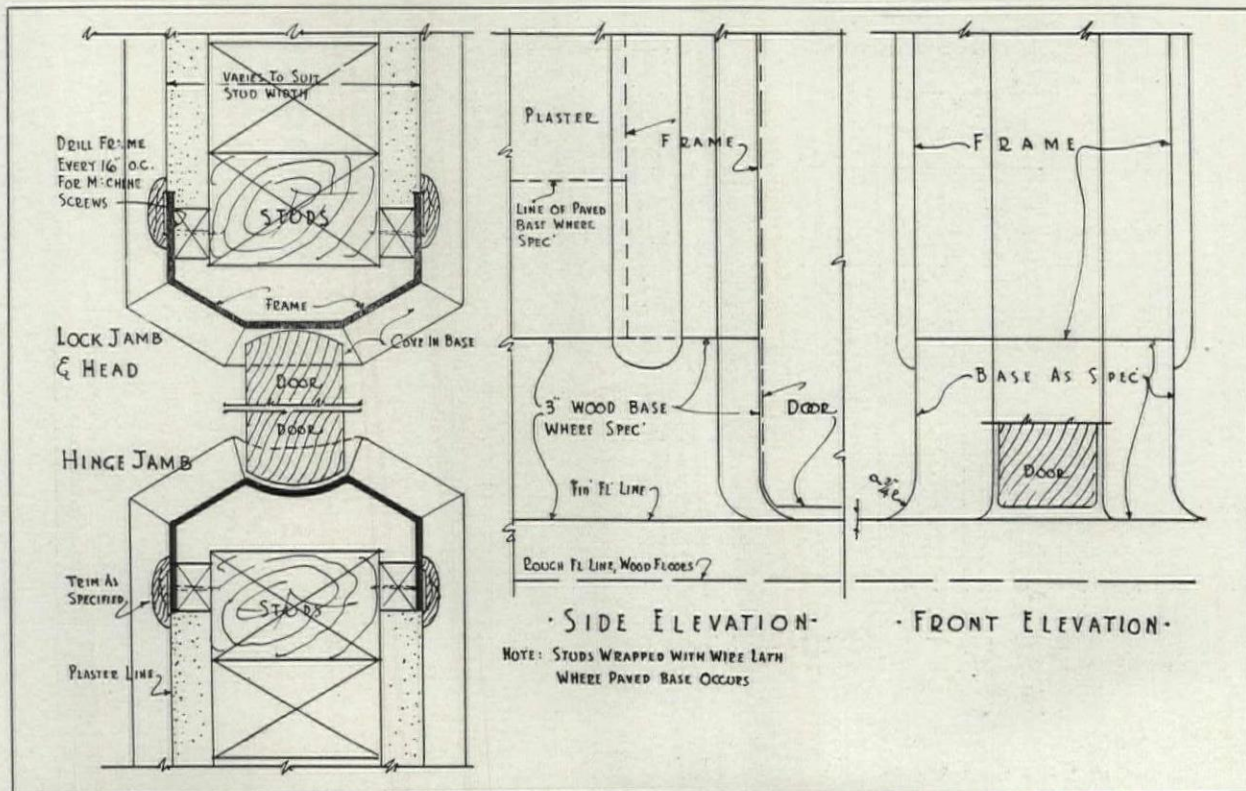 VARIES TO SUIT
STUD WIDTH
DRILL FRAME
EVERY 16" O.C.
FOR MACHINE
SCREWS
STUDS
FRAME
LOCK JAMB
& HEAD
COVE IN BASE
DOOR
DOOR
HINGE JAMB
TRIM AS
SPECIFIED
STUDS
PLASTER LINE
PLASTER
FRAME
LINE OF PAVED
BASE WHERE
SPEC'
3" WOOD BASE
WHERE SPEC'
DOOR
FIN' FL' LINE
ROUGH FL LINE, WOOD FLOORS
· SIDE ELEVATION ·
NOTE: STUDS WRAPPED WITH WIRE LATH
WHERE PAVED BASE OCCURS
FRAME
BASE AS SPEC'
DOOR
· FRONT ELEVATION ·